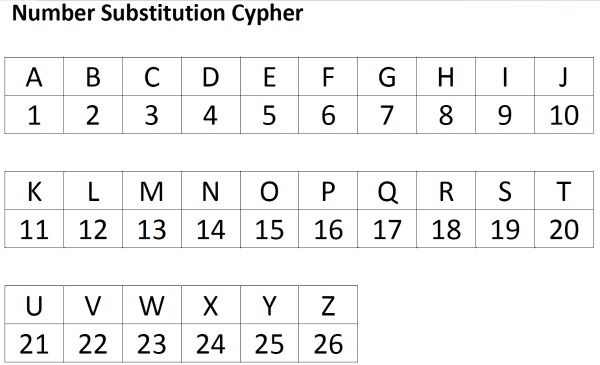 Number Substitution Cypher
A B C D E F G H I J
1 2 3 4 5 6 7 8 9 10
K L M N O P Q R S T
11 12 13 14 15 16 17 18 19 20
U V W X Y Z
21 22 23 24 25 26